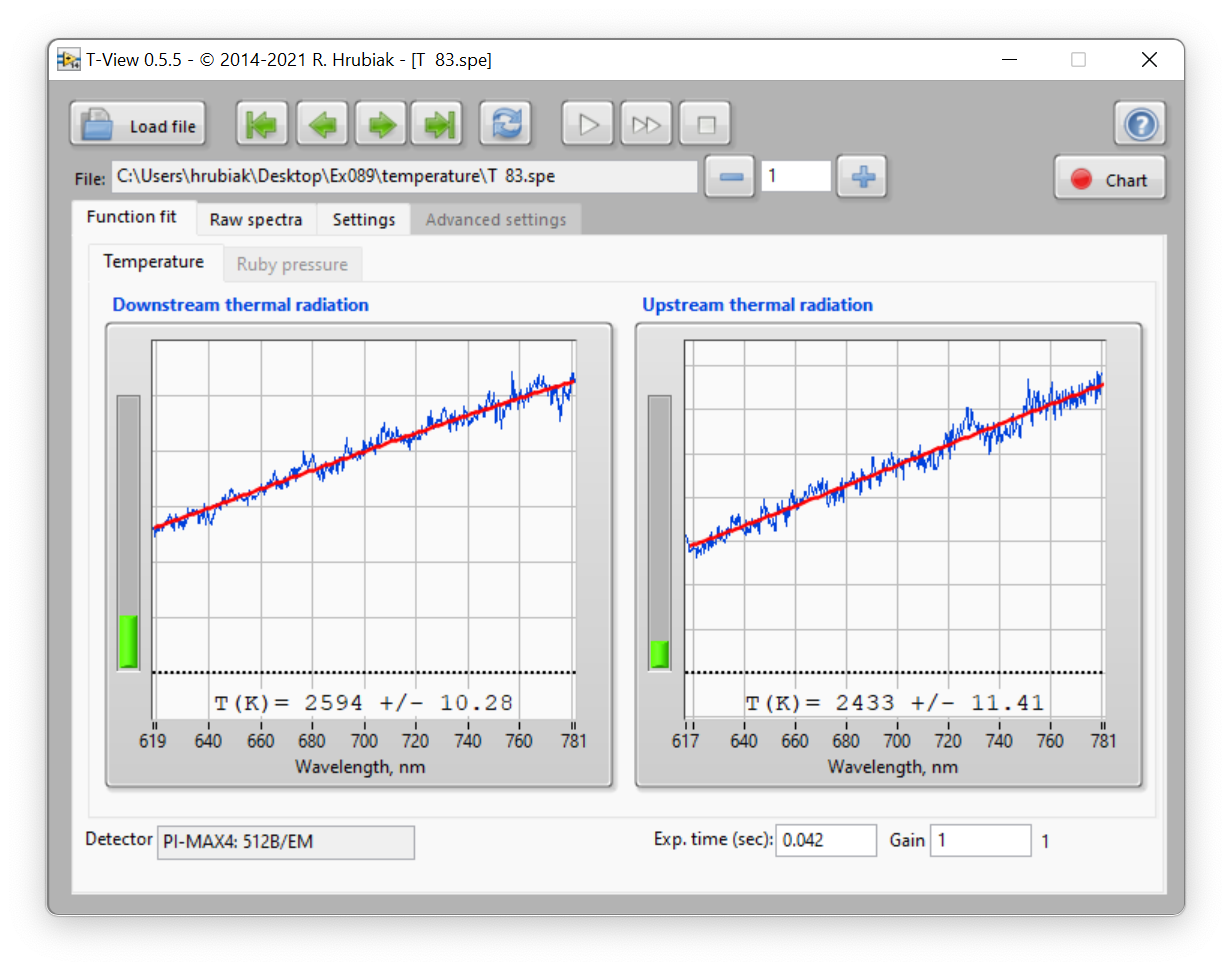 T-View 0.5.5 - © 2014-2021 R. Hrubiak - [T  83.spe]
Load file
File: C:\Users\hrubiak\Desktop\Ex089\temperature\T  83.spe 1 Chart
Function fit Raw spectra Settings Advanced settings
Temperature Ruby pressure
Downstream thermal radiation Upstream thermal radiation
T(K)= 2594 +/- 10.28 T(K)= 2433 +/- 11.41
619 640 660 680 700 720 740 760 781 617 640 660 680 700 720 740 760 781
Wavelength, nm Wavelength, nm
Detector PI-MAX4: 512B/EM Exp. time (sec): 0.042 Gain 1 1